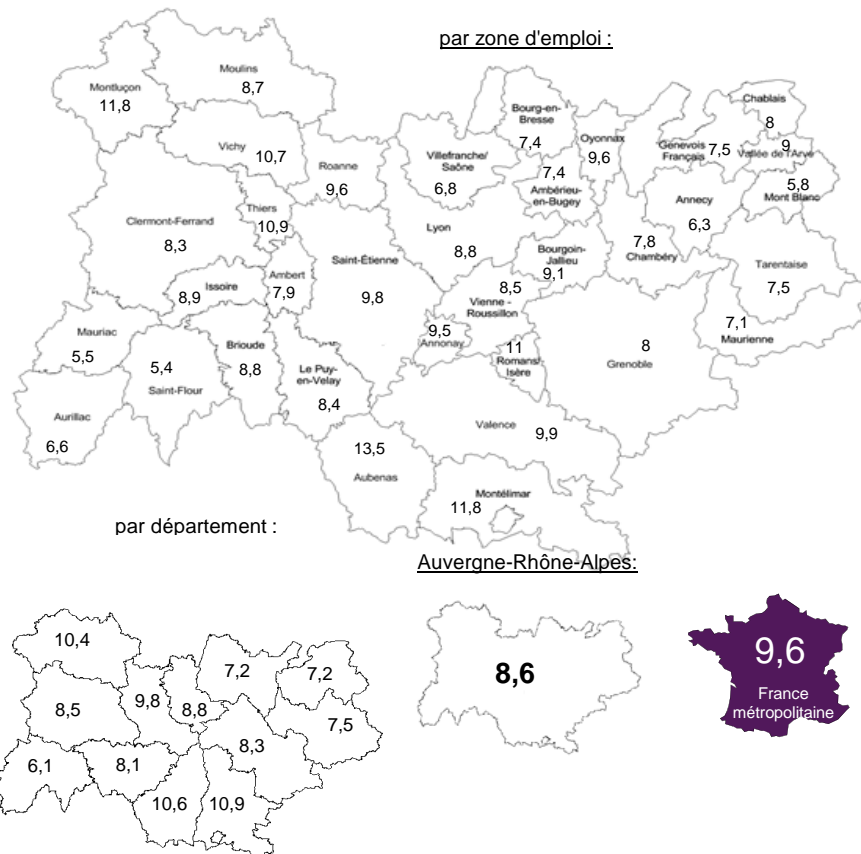 par zone d'emploi :
Moulins
8,7
Montluçon
11,8
Vichy
10,7
Roanne
9,6
Villefranche/
Saône
6,8
Bourg-en-
Bresse
7,4
Oyonnax
9,6
Genevois
Français
7,5
Chablais
8
9
Vallée de l'Arve
5,8
Mont Blanc
Clermont-Ferrand
8,3
Thiers
10,9
Saint-Étienne
9,8
Lyon
8,8
7,4
Ambérieu-
en-Bugey
Annecy
6,3
7,8
Chambéry
Tarentaise
7,5
Issoire
8,9
Ambert
7,9
Bourgoin-
Jallieu
9,1
8,5
Vienne -
Roussillon
7,1
Maurienne
Mauriac
5,5
5,4
Saint-Flour
Brioude
8,8
Le Puy-
en-Velay
8,4
9,5
Annonay
11
Romans/
Isère
8
Grenoble
Aurillac
6,6
Valence
9,9
13,5
Aubenas
Montélimar
11,8
par département :
Auvergne-Rhône-Alpes:
10,4
7,2
7,2
8,5
9,8
8,8
7,5
8,3
6,1
8,1
10,6
10,9
8,6
9,6
France
métropolitaine